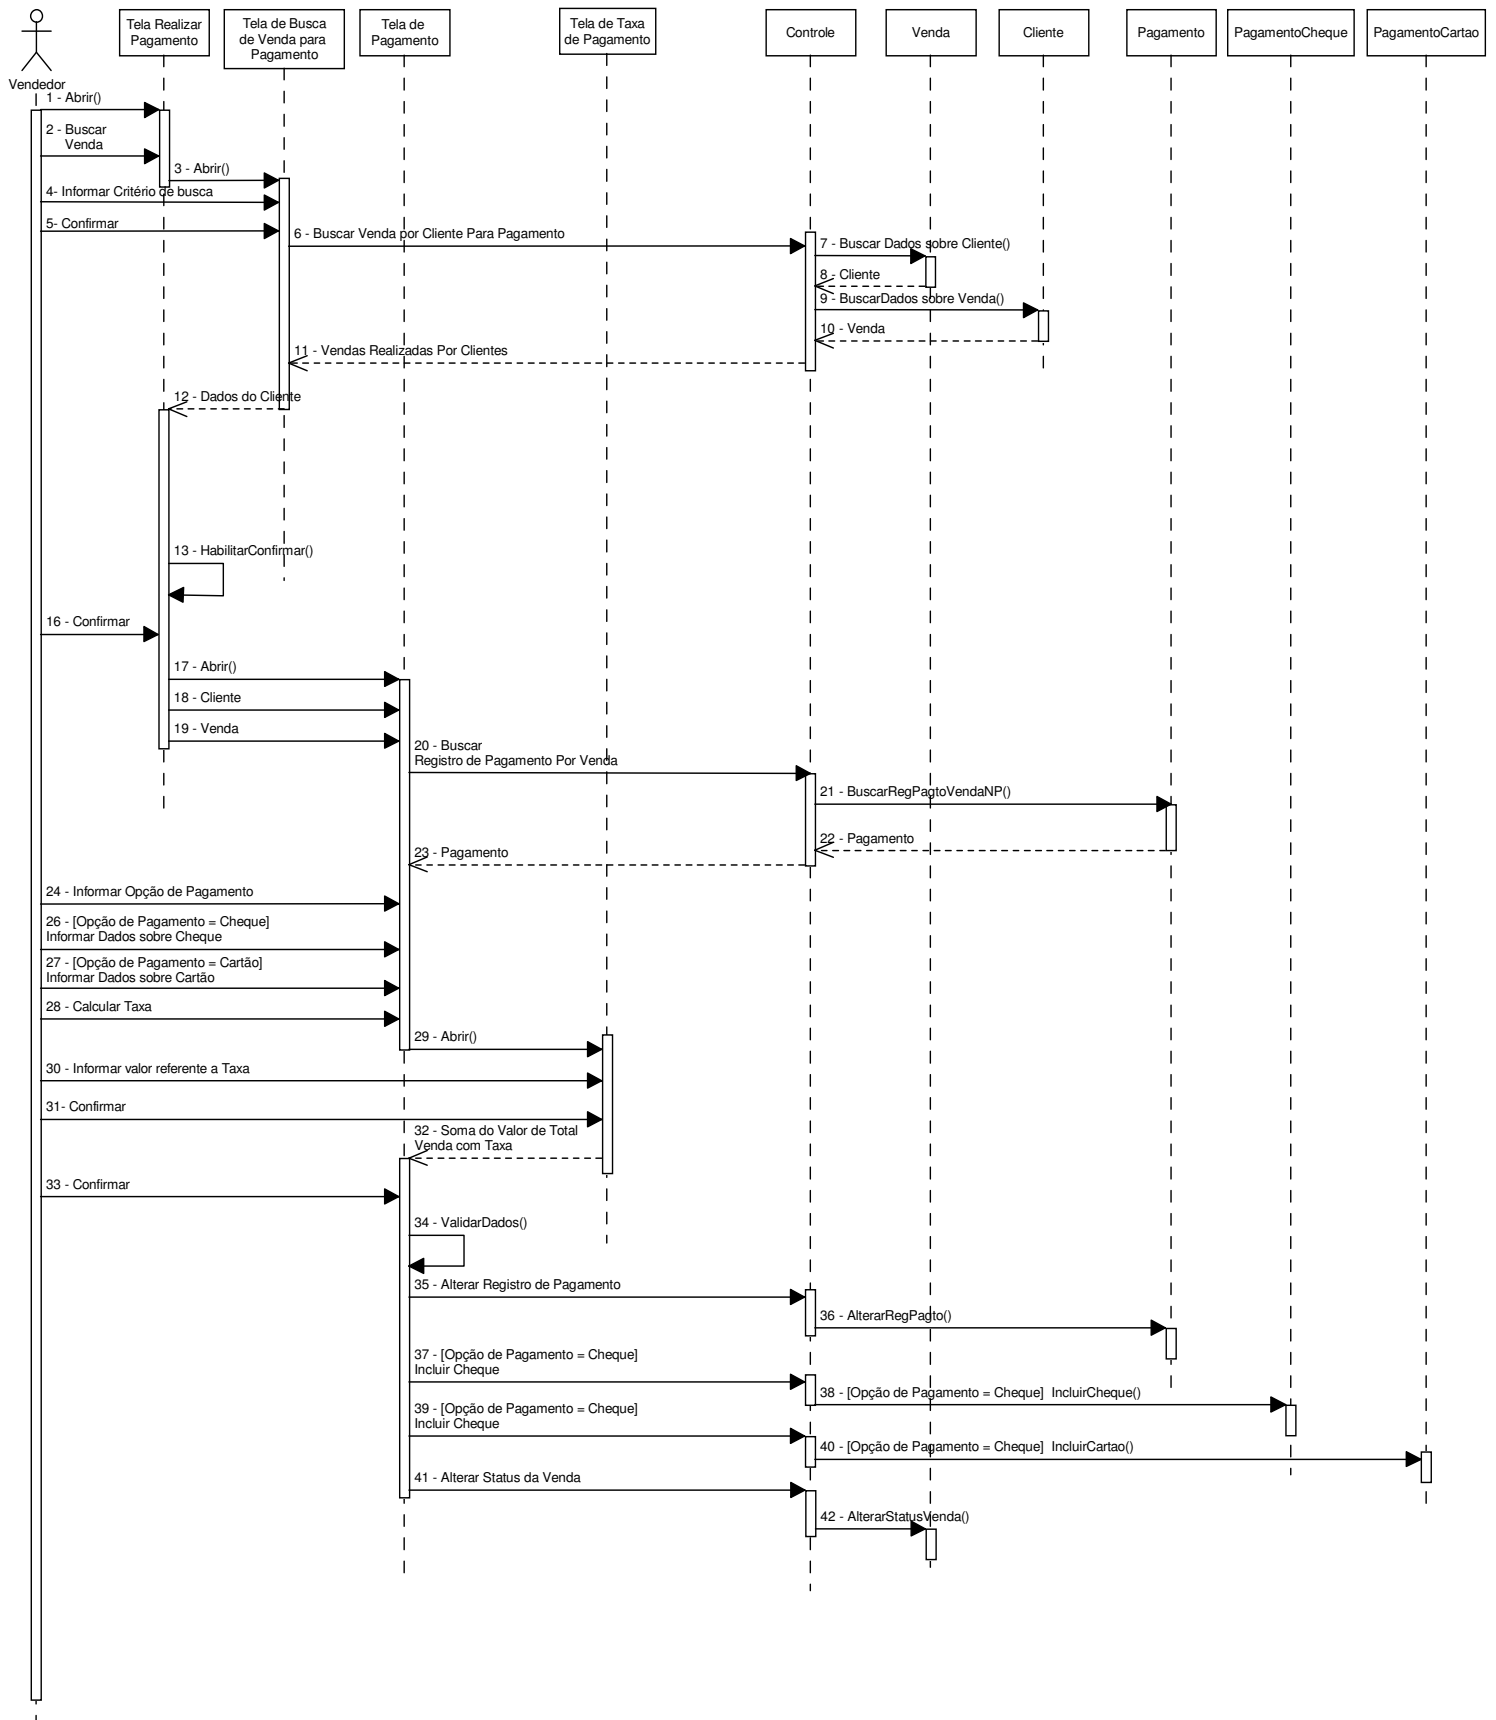 Tela Realizar
Pagamento
Tela de Busca
de Venda para
Pagamento
Tela de
Pagamento
Tela de Taxa
de Pagamento
Controle
Venda
Cliente
Pagamento
PagamentoCheque
PagamentoCartao
Vendedor
1 - Abrir()
2 - Buscar
Venda
3 - Abrir()
4- Informar Critério de busca
5- Confirmar
6 - Buscar Venda por Cliente Para Pagamento
7 - Buscar Dados sobre Cliente()
8 - Cliente
9 - BuscarDados sobre Venda()
10 - Venda
11 - Vendas Realizadas Por Clientes
12 - Dados do Cliente
13 - HabilitarConfirmar()
16 - Confirmar
17 - Abrir()
18 - Cliente
19 - Venda
20 - Buscar
Registro de Pagamento Por Venda
21 - BuscarRegPagtoVendaNP()
22 - Pagamento
23 - Pagamento
24 - Informar Opção de Pagamento
26 - [Opção de Pagamento = Cheque]
Informar Dados sobre Cheque
27 - [Opção de Pagamento = Cartão]
Informar Dados sobre Cartão
28 - Calcular Taxa
29 - Abrir()
30 - Informar valor referente a Taxa
31- Confirmar
32 - Soma do Valor de Total
Venda com Taxa
33 - Confirmar
34 - ValidarDados()
35 - Alterar Registro de Pagamento
36 - AlterarRegPagto()
37 - [Opção de Pagamento = Cheque]
Incluir Cheque
38 - [Opção de Pagamento = Cheque]  IncluirCheque()
39 - [Opção de Pagamento = Cheque]
Incluir Cheque
40 - [Opção de Pagamento = Cheque]  IncluirCartao()
41 - Alterar Status da Venda
42 - AlterarStatusVenda()